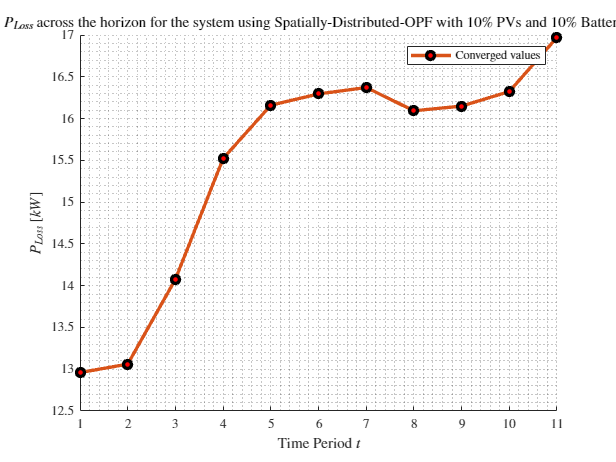 P_Loss across the horizon for the system using Spatially-Distributed-OPF with 10% PVs and 10% Batter
17
Converged values
16.5
16
15.5
15
14.5
14
13.5
13
12.5
P_Loss [kW]
1 2 3 4 5 6 7 8 9 10 11
Time Period t